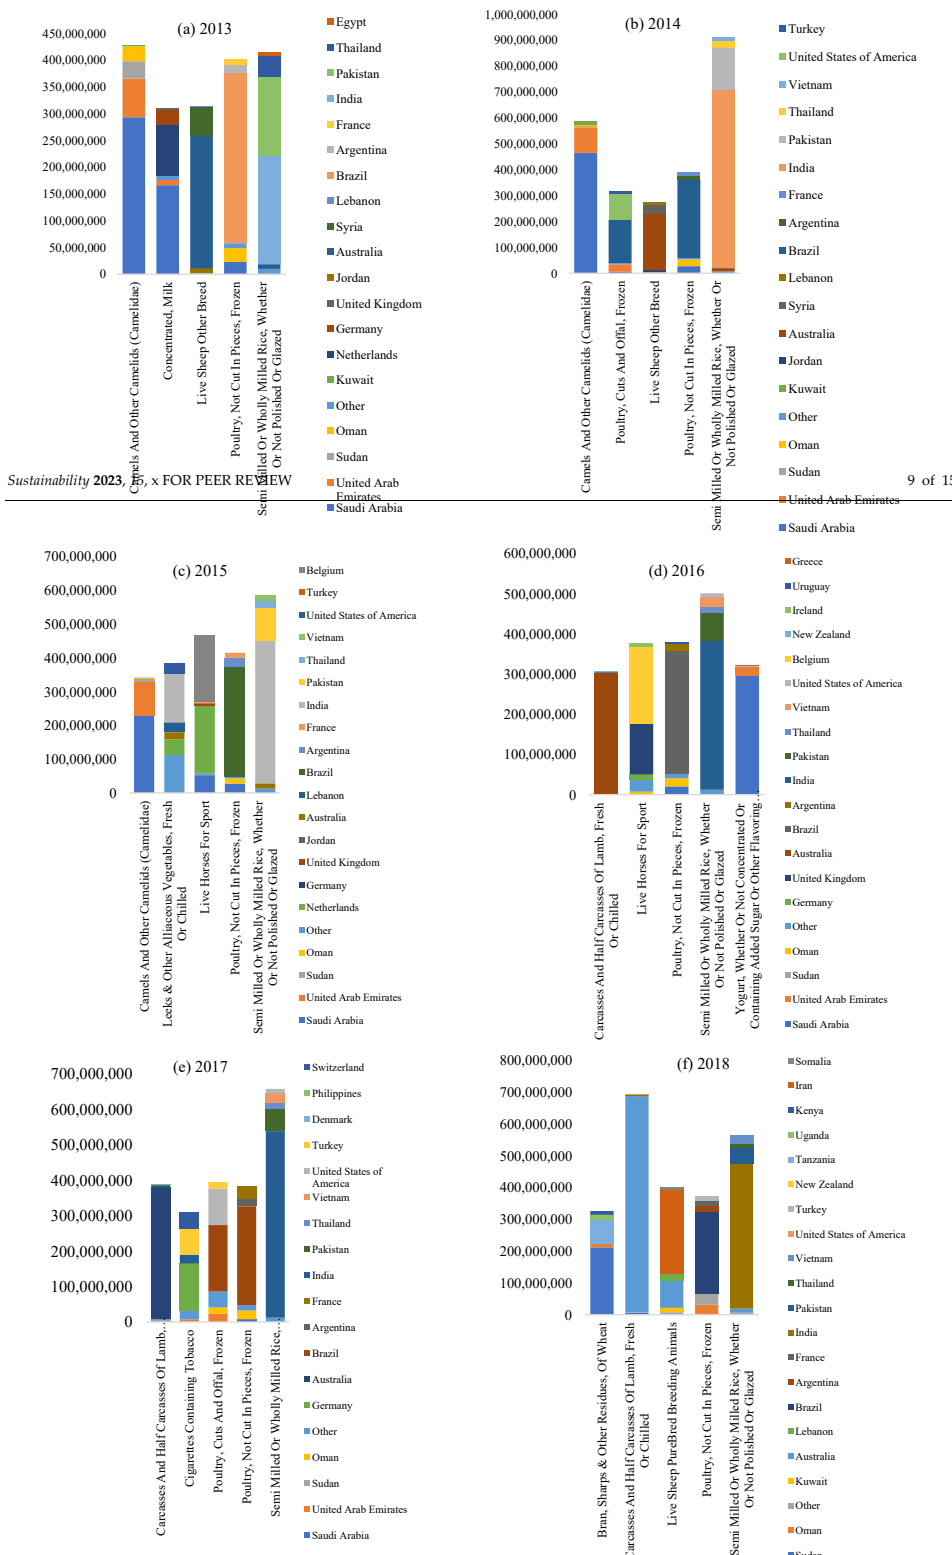 (a) 2013
450,000,000
400,000,000
350,000,000
300,000,000
250,000,000
200,000,000
150,000,000
100,000,000
50,000,000
0
Camels And Other Camelids (Camelidae)
Concentrated, Milk
Live Sheep Other Breed
Poultry, Not Cut In Pieces, Frozen
Semi Milled Or Wholly Milled Rice, Whether
Or Not Polished Or Glazed
Egypt
Thailand
Pakistan
India
France
Argentina
Brazil
Lebanon
Syria
Australia
Jordan
United Kingdom
Germany
Netherlands
Kuwait
Other
Oman
Sudan
United Arab
Emirates
Saudi Arabia
(b) 2014
1,000,000,000
900,000,000
800,000,000
700,000,000
600,000,000
500,000,000
400,000,000
300,000,000
200,000,000
100,000,000
0
Camels And Other Camelids (Camelidae)
Poultry, Cuts And Offal, Frozen
Live Sheep Other Breed
Poultry, Not Cut In Pieces, Frozen
Semi Milled Or Wholly Milled Rice, Whether Or
Not Polished Or Glazed
Turkey
United States of America
Vietnam
Thailand
Pakistan
India
France
Argentina
Brazil
Lebanon
Syria
Australia
Jordan
Kuwait
Other
Oman
Sudan
United Arab Emirates
Saudi Arabia
Sustainability 2023, 15, x FOR PEER REVIEW
9 of 15
(c) 2015
700,000,000
600,000,000
500,000,000
400,000,000
300,000,000
200,000,000
100,000,000
0
Camels And Other Camelids (Camelidae)
Leeks & Other Alliaceous Vegetables, Fresh
Or Chilled
Live Horses For Sport
Poultry, Not Cut In Pieces, Frozen
Semi Milled Or Wholly Milled Rice, Whether
Or Not Polished Or Glazed
Belgium
Turkey
United States of America
Vietnam
Thailand
Pakistan
India
France
Argentina
Brazil
Lebanon
Australia
Jordan
United Kingdom
Germany
Netherlands
Other
Oman
Sudan
United Arab Emirates
Saudi Arabia
(d) 2016
600,000,000
500,000,000
400,000,000
300,000,000
200,000,000
100,000,000
0
Carcasses And Half Carcasses Of Lamb, Fresh
Or Chilled
Live Horses For Sport
Poultry, Not Cut In Pieces, Frozen
Semi Milled Or Wholly Milled Rice, Whether
Or Not Polished Or Glazed
Yogurt, Whether Or Not Concentrated Or
Containing Added Sugar Or Other Flavoring…
Greece
Uruguay
Ireland
New Zealand
Belgium
United States of America
Vietnam
Thailand
Pakistan
India
Argentina
Brazil
Australia
United Kingdom
Germany
Other
Oman
Sudan
United Arab Emirates
Saudi Arabia
(e) 2017
700,000,000
600,000,000
500,000,000
400,000,000
300,000,000
200,000,000
100,000,000
0
Carcasses And Half Carcasses Of Lamb,…
Cigarettes Containing Tobacco
Poultry, Cuts And Offal, Frozen
Poultry, Not Cut In Pieces, Frozen
Semi Milled Or Wholly Milled Rice,…
Switzerland
Philippines
Denmark
Turkey
United States of
America
Vietnam
Thailand
Pakistan
India
France
Argentina
Brazil
Australia
Germany
Other
Oman
Sudan
United Arab Emirates
Saudi Arabia
(f) 2018
800,000,000
700,000,000
600,000,000
500,000,000
400,000,000
300,000,000
200,000,000
100,000,000
0
Bran, Sharps & Other Residues, Of Wheat
Carcasses And Half Carcasses Of Lamb, Fresh
Or Chilled
Live Sheep PureBred Breeding Animals
Poultry, Not Cut In Pieces, Frozen
Semi Milled Or Wholly Milled Rice, Whether
Or Not Polished Or Glazed
Somalia
Iran
Kenya
Uganda
Tanzania
New Zealand
Turkey
United States of America
Vietnam
Thailand
Pakistan
India
France
Argentina
Brazil
Lebanon
Australia
Kuwait
Other
Oman
Sudan